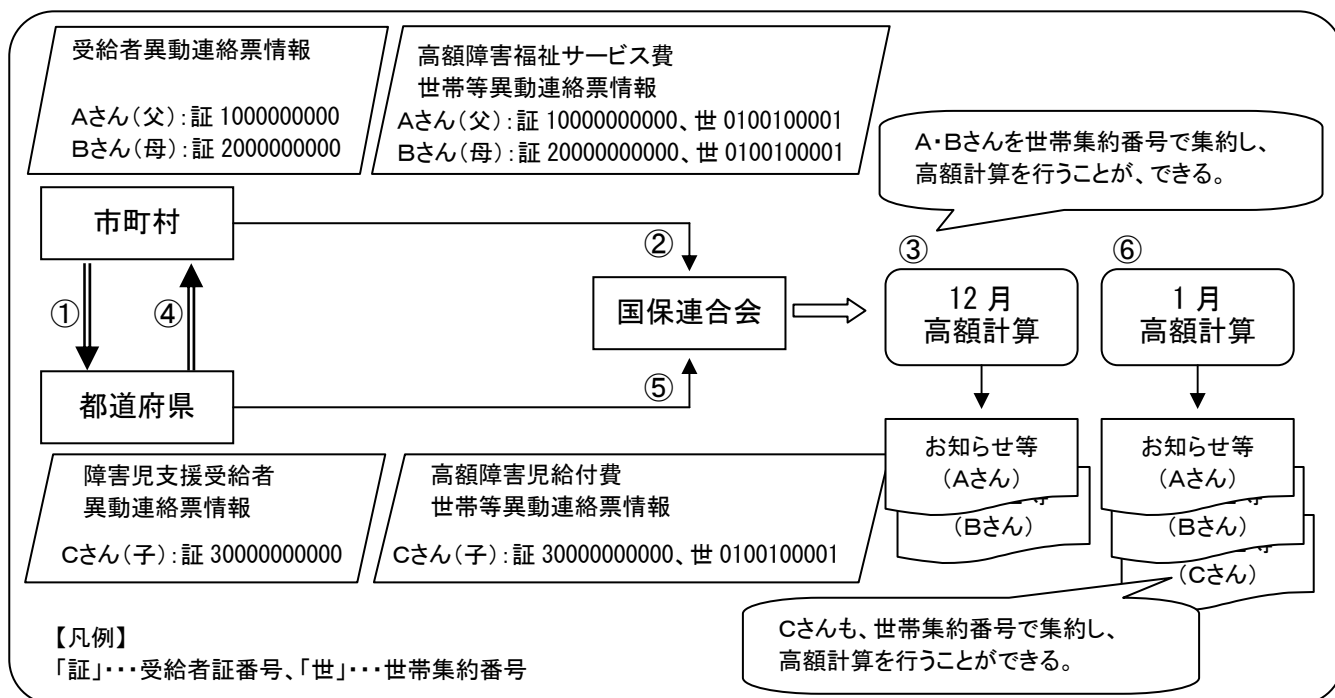 受給者異動連絡票情報
Aさん(父):証 1000000000
Bさん(母):証 2000000000
高額障害福祉サービス費
世帯等異動連絡票情報
Aさん(父):証 10000000000、世 0100100001
Bさん(母):証 20000000000、世 0100100001
A・Bさんを世帯集約番号で集約し、
高額計算を行うことが、できる。
市町村
①
④
都道府県
②
国保連合会
⑤
③
12 月
高額計算
⑥
1 月
高額計算
お知らせ等
(Aさん)
(Bさん)
お知らせ等
(Aさん)
(Bさん)
(Cさん)
障害児支援受給者
異動連絡票情報
Cさん(子):証 30000000000
高額障害児給付費
世帯等異動連絡票情報
Cさん(子):証 30000000000、世 0100100001
Cさんも、世帯集約番号で集約し、
高額計算を行うことができる。
【凡例】
「証」・・・受給者証番号、「世」・・・世帯集約番号